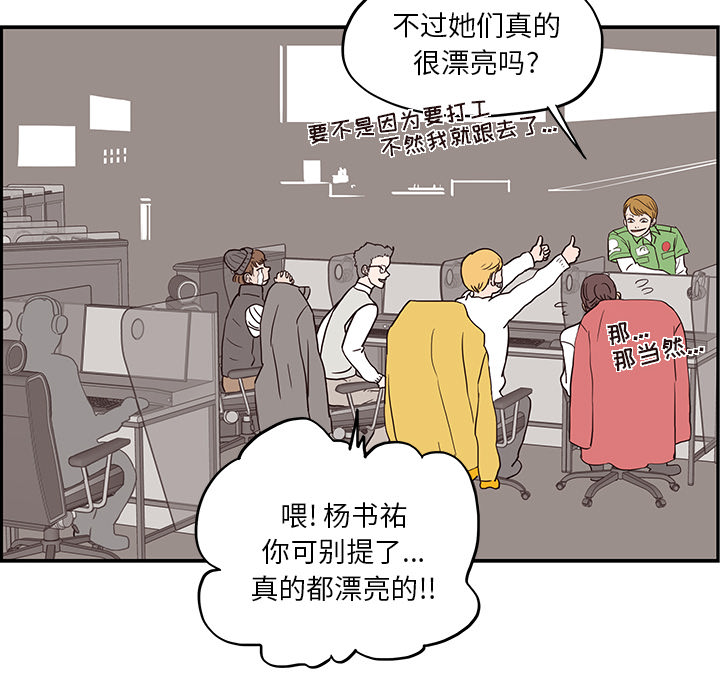 不过她们真的
很漂亮吗?
要不是因为要打工
不然我就跟去了...
那...
那当然...
喂! 杨书祐
你可别提了...
真的都漂亮的!!